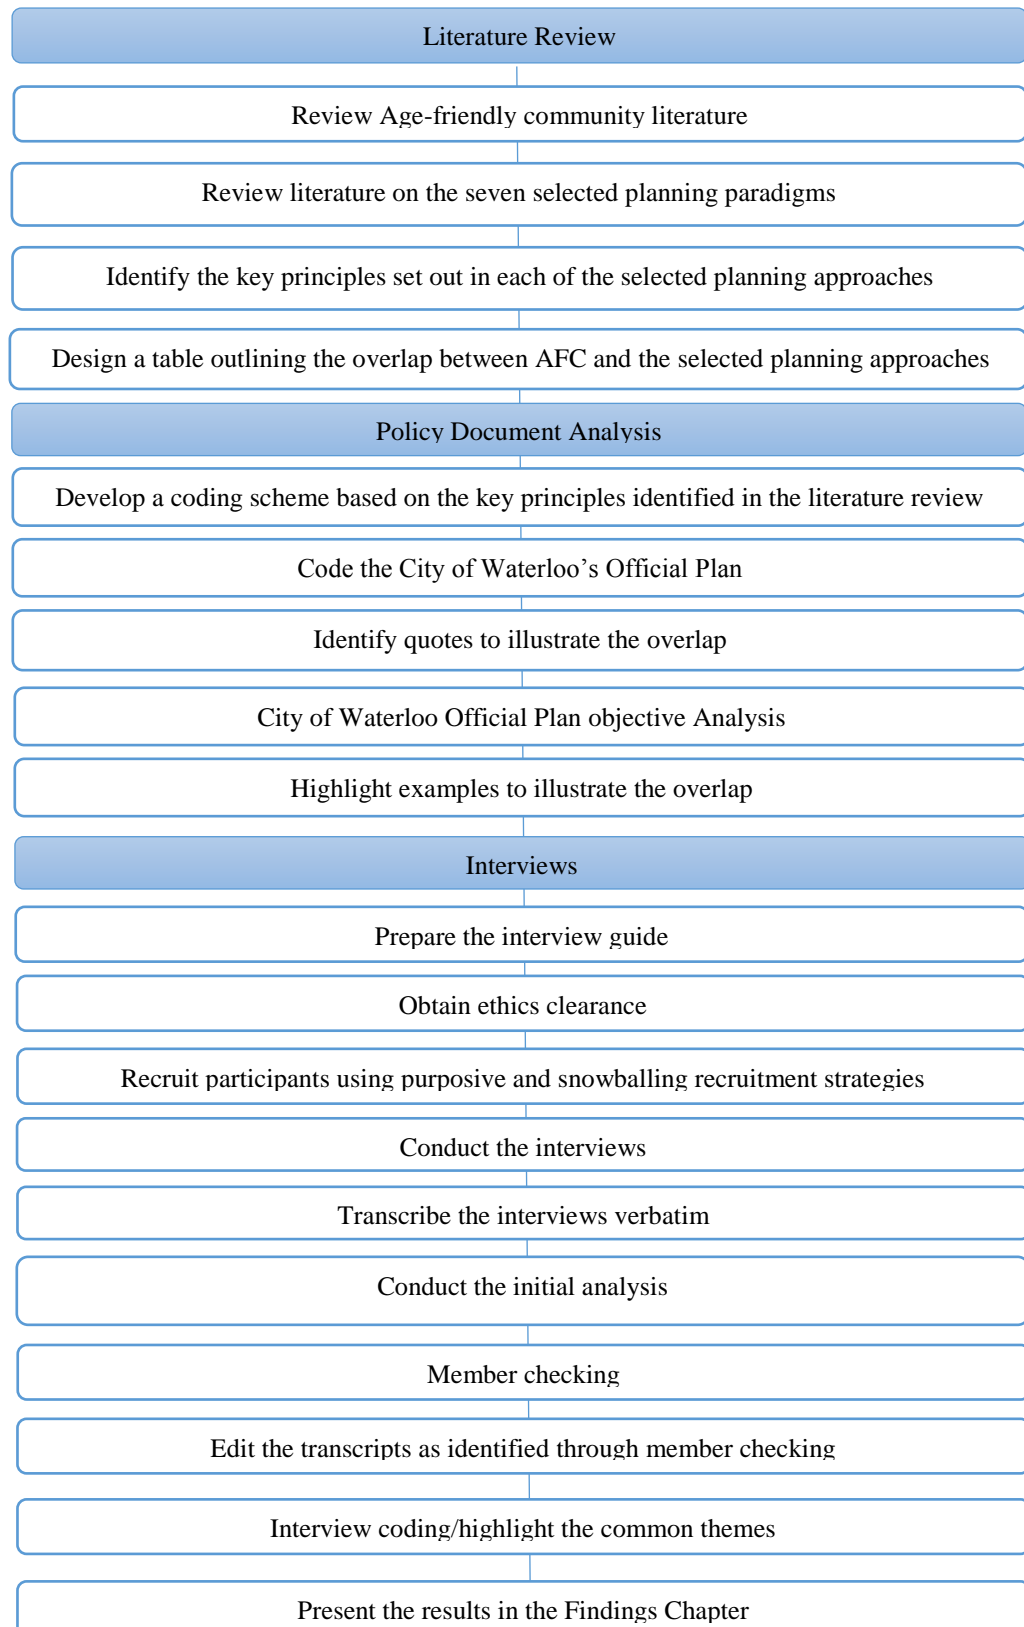 Literature Review
Review Age-friendly community literature
Review literature on the seven selected planning paradigms
Identify the key principles set out in each of the selected planning approaches
Design a table outlining the overlap between AFC and the selected planning approaches
Policy Document Analysis
Develop a coding scheme based on the key principles identified in the literature review
Code the City of Waterloo’s Official Plan
Identify quotes to illustrate the overlap
City of Waterloo Official Plan objective Analysis
Highlight examples to illustrate the overlap
Interviews
Prepare the interview guide
Obtain ethics clearance
Recruit participants using purposive and snowballing recruitment strategies
Conduct the interviews
Transcribe the interviews verbatim
Conduct the initial analysis
Member checking
Edit the transcripts as identified through member checking
Interview coding/highlight the common themes
Present the results in the Findings Chapter